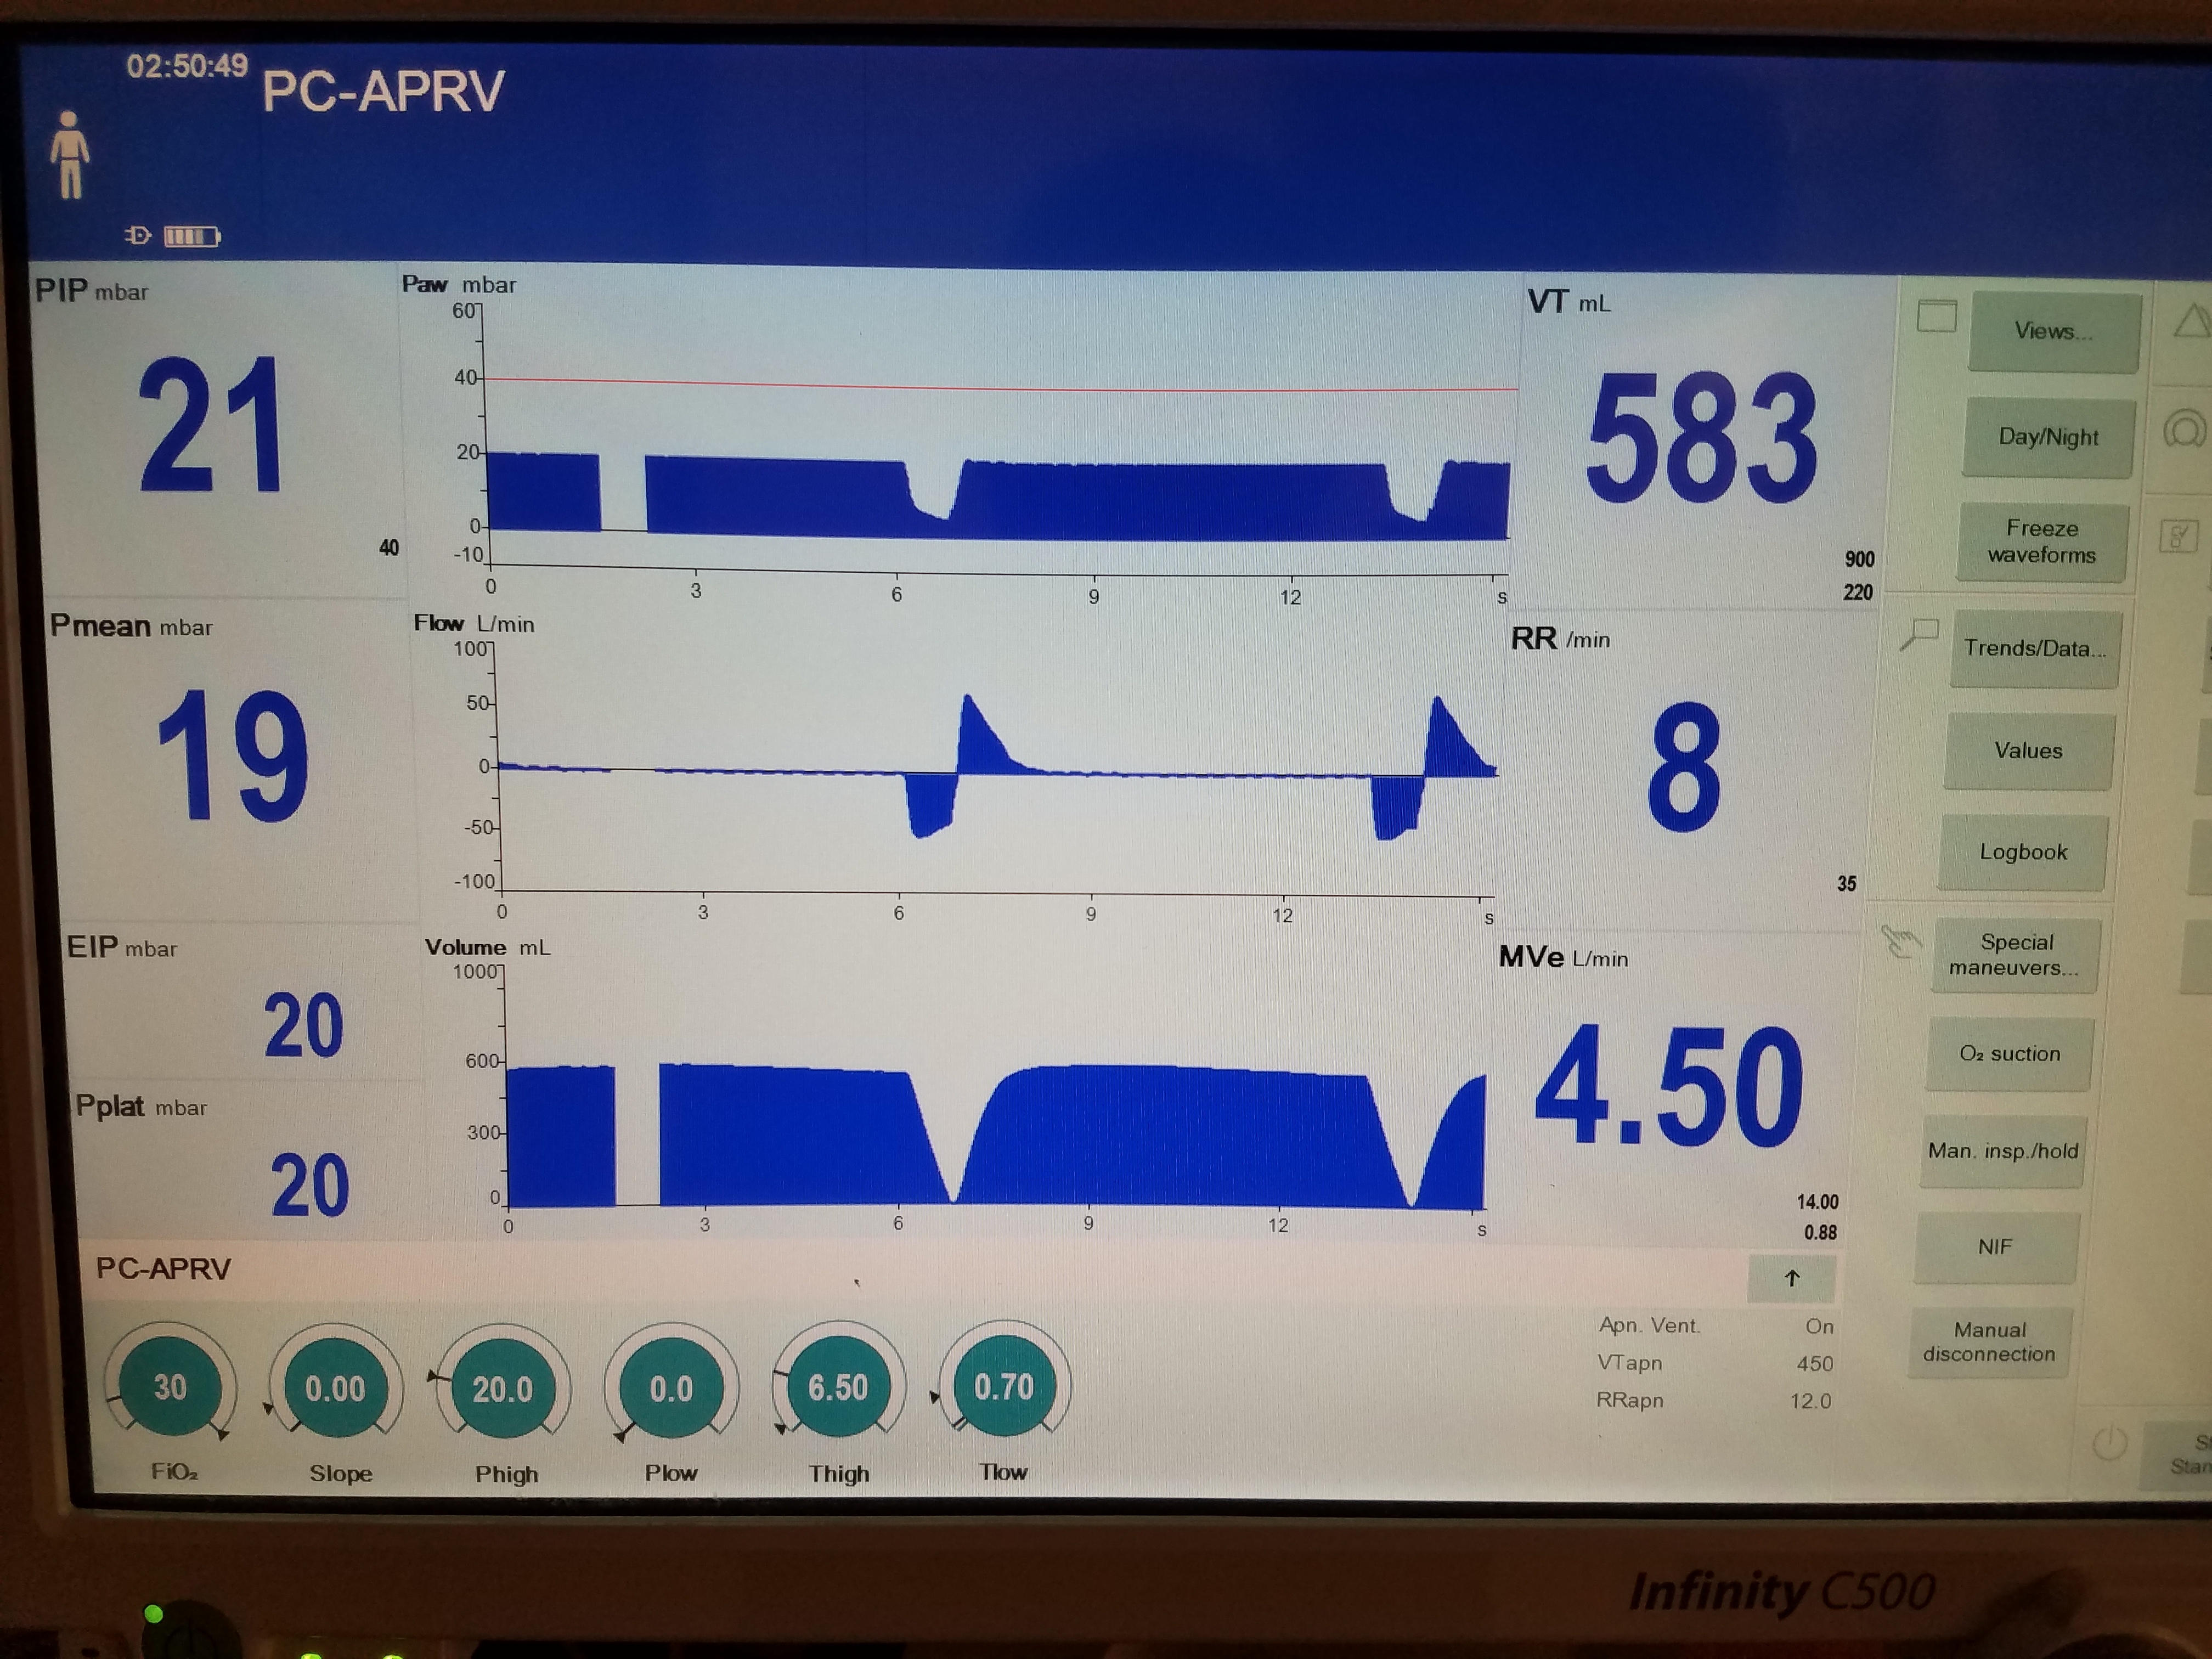 02:50:49
PC-APRV
PIP mbar
21
40
Pmean mbar
19
EIP mbar
20
Pplat mbar
20
Paw mbar
60
40
20
0
-10
0 3 6 9 12 s
Flow L/min
100
50
0
-50
-100
0 3 6 9 12 s
Volume mL
1000
600
300
0
0 3 6 9 12 s
VT mL
583
900
220
RR /min
8
35
MVe L/min
4.50
14.00
0.88
Views...
Day/Night
Freeze
waveforms
Trends/Data...
Values
Logbook
Special
maneuvers...
O₂ suction
Man. insp./hold
NIF
Manual
disconnection
PC-APRV
30 0.00 20.0 0.0 6.50 0.70
FiO₂ Slope Phigh Plow Thigh Tlow
Apn. Vent. On
VTapn 450
RRapn 12.0
Infinity C500